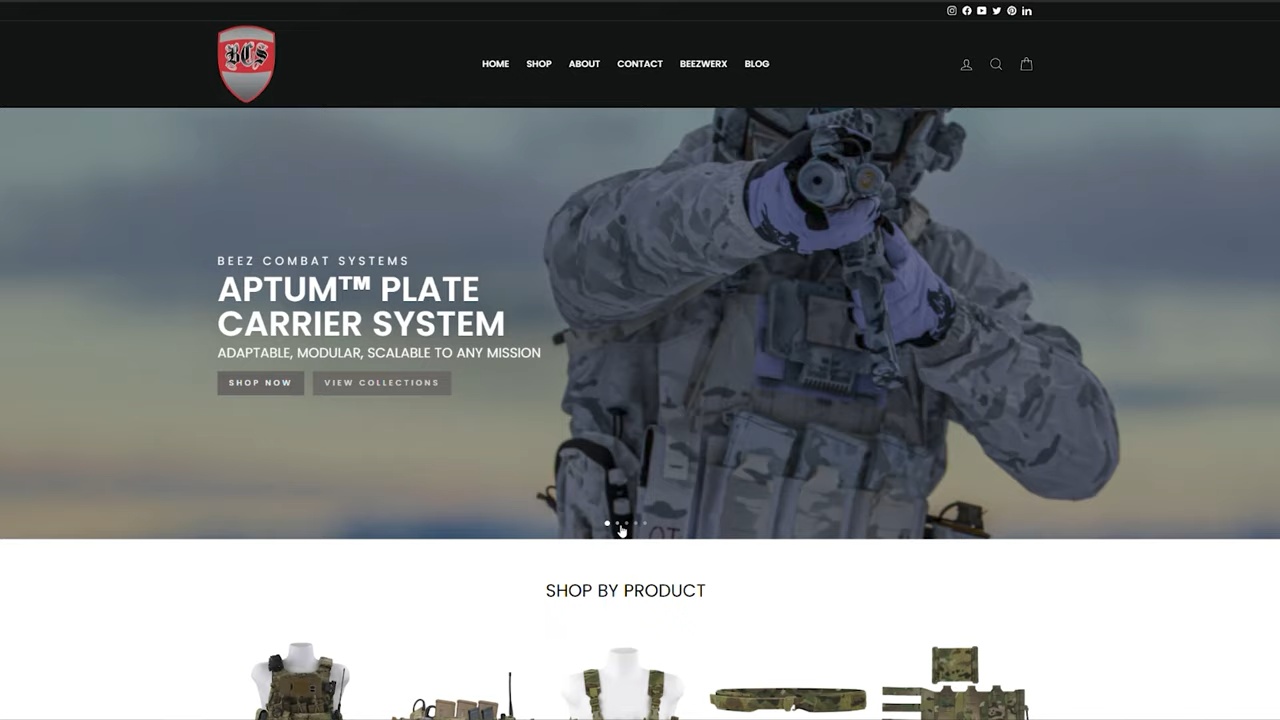 BCS
HOME SHOP ABOUT CONTACT BEEZWERX BLOG
BEEZ COMBAT SYSTEMS
APTUM™ PLATE
CARRIER SYSTEM
ADAPTABLE, MODULAR, SCALABLE TO ANY MISSION
SHOP NOW VIEW COLLECTIONS
SHOP BY PRODUCT